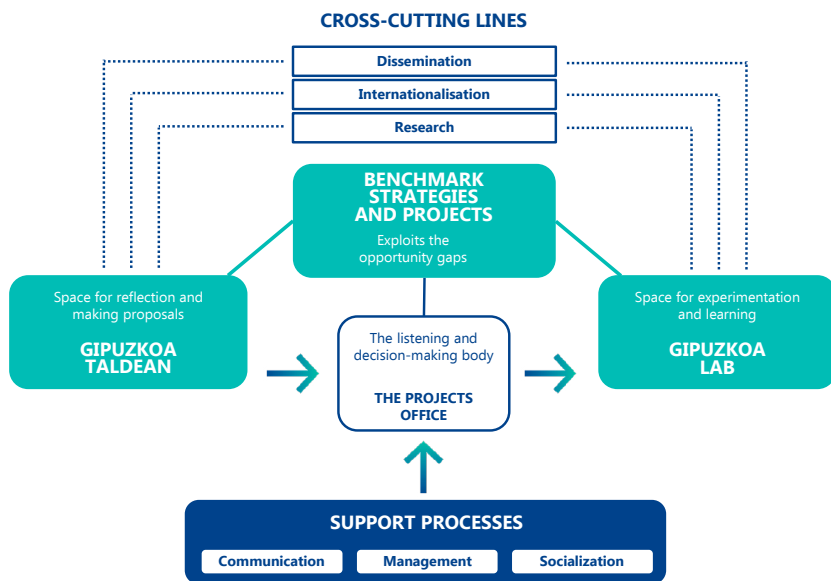 CROSS-CUTTING LINES
Dissemination
Internationalisation
Research
BENCHMARK
STRATEGIES
AND PROJECTS
Exploits the
opportunity gaps
Space for reflection and
making proposals
GIPUZKOA
TALDEAN
The listening and
decision-making body
THE PROJECTS
OFFICE
Space for experimentation
and learning
GIPUZKOA
LAB
SUPPORT PROCESSES
Communication
Management
Socialization